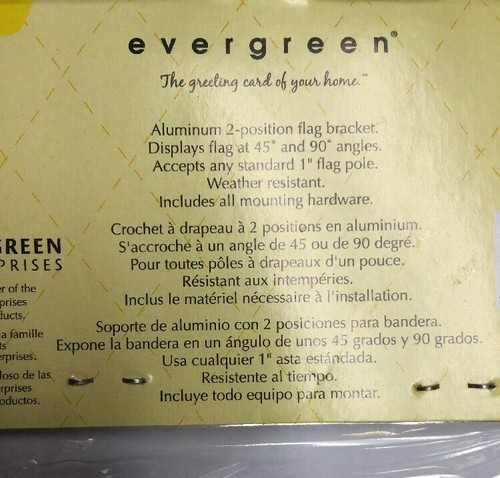 evergreen®
The greeting card of your home.™
Aluminum 2-position flag bracket.
Displays flag at 45° and 90° angles.
Accepts any standard 1" flag pole.
Weather resistant.
Includes all mounting hardware.
Crochet à drapeau à 2 positions en aluminium.
S'accroche à un angle de 45 ou de 90 degré.
Pour toutes pôles à drapeaux d'un pouce.
Résistant aux intempéries.
Inclus le matériel nécessaire à l'installation.
Soporte de aluminio con 2 posiciones para bandera.
Expone la bandera en un ángulo de unos 45 grados y 90 grados.
Usa cualquier 1" asta estándada.
Resistente al tiempo.
Incluye todo equipo para montar.
GREEN
PRISES
er of the
prises
ducts.
la famille
ts
erprises.
loso de las
rprises
oductos.